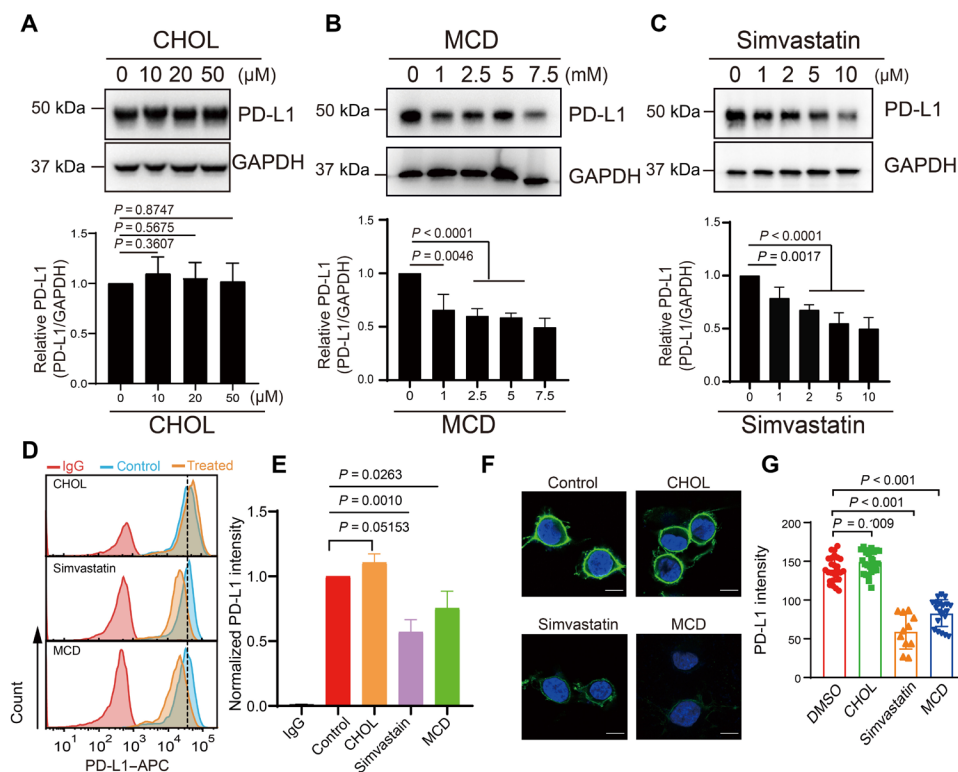 A
CHOL
0 10 20 50 (μM)
50 kDa
PD-L1
37 kDa
GAPDH
P = 0.8747
P = 0.5675
P = 0.3607
Relative PD-L1
(PD-L1/GAPDH)
1.5
1.0
0.5
0.0
0 10 20 50 (μM)
CHOL
B
MCD
0 1 2.5 5 7.5 (mM)
50 kDa
PD-L1
37 kDa
GAPDH
P < 0.0001
P = 0.0046
Relative PD-L1
(PD-L1/GAPDH)
1.5
1.0
0.5
0.0
0 1 2.5 5 7.5
MCD
C
Simvastatin
0 1 2 5 10 (μM)
50 kDa
PD-L1
37 kDa
GAPDH
P < 0.0001
P = 0.0017
Relative PD-L1
(PD-L1/GAPDH)
1.5
1.0
0.5
0.0
0 1 2 5 10
Simvastatin
D
IgG Control Treated
CHOL
Simvastatin
MCD
Count
10¹ 10² 10³ 10⁴ 10⁵
PD-L1–APC
E
P = 0.0263
P = 0.0010
P = 0.05153
Normalized PD-L1 intensity
1.5
1.0
0.5
0.0
IgG
Control
CHOL
Simvastatin
MCD
F
Control
CHOL
Simvastatin
MCD
G
P < 0.001
P < 0.001
P = 0.1009
PD-L1 intensity
200
150
100
50
0
DMSO
CHOL
Simvastatin
MCD